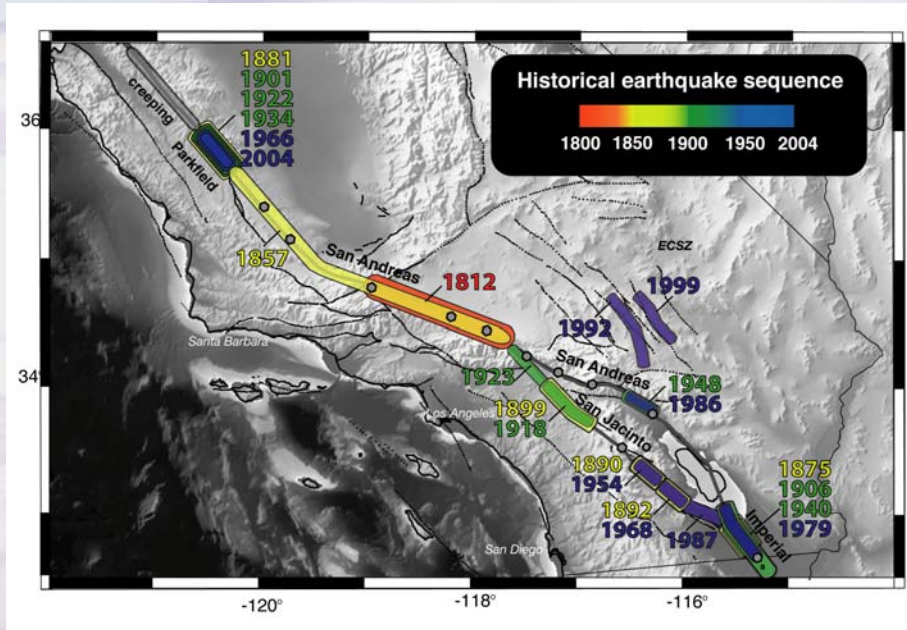 Historical earthquake sequence
1800 1850 1900 1950 2004
1881
1901
1922
1934
1966
2004
creeping
Parkfield
36
1857
San Andreas
1812
ECSZ
1999
1992
Santa Barbara
34°
1923
San Andreas
1948
1986
1899
1918
San Jacinto
Los Angeles
1890
1954
1892
1968
1987
1875
1906
1940
1979
Imperial
San Diego
-120°
-118°
-116°